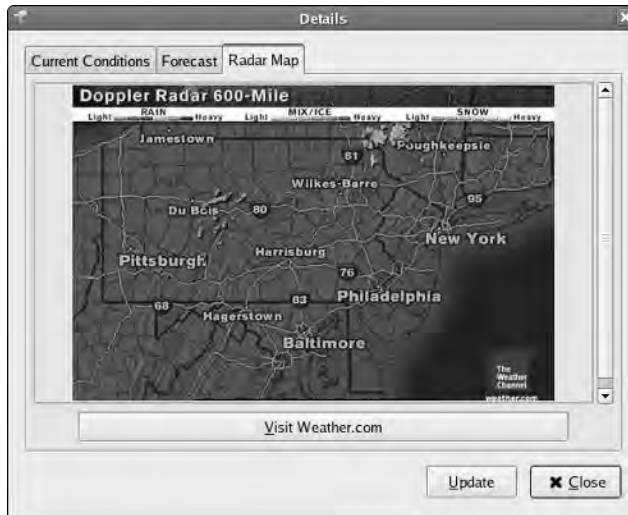 Details
Current Conditions Forecast Radar Map
Doppler Radar 600-Mile
RAIN MIX/ICE SNOW
Light Heavy Light Heavy Light Heavy
Jamestown
Poughkeepsie
81
Wilkes-Barre
95
Du Bois 80
New York
Harrisburg
Pittsburgh
76
Philadelphia
68 83
Hagerstown
Baltimore
The
Weather
Channel
weather.com
Visit Weather.com
Update Close